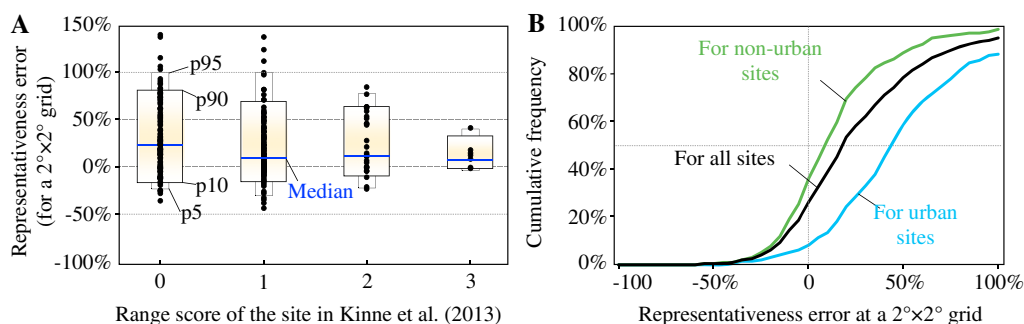 A
Representativeness error
(for a 2°×2° grid)
150%
100%
50%
0%
-50%
-100%
p95
p90
p10
p5
Median
0
1
2
3
Range score of the site in Kinne et al. (2013)
B
Cumulative frequency
100%
80%
60%
40%
20%
0%
For non-urban
sites
For all sites
For urban
sites
-100
-50%
0
50%
100%
Representativeness error at a 2°×2° grid